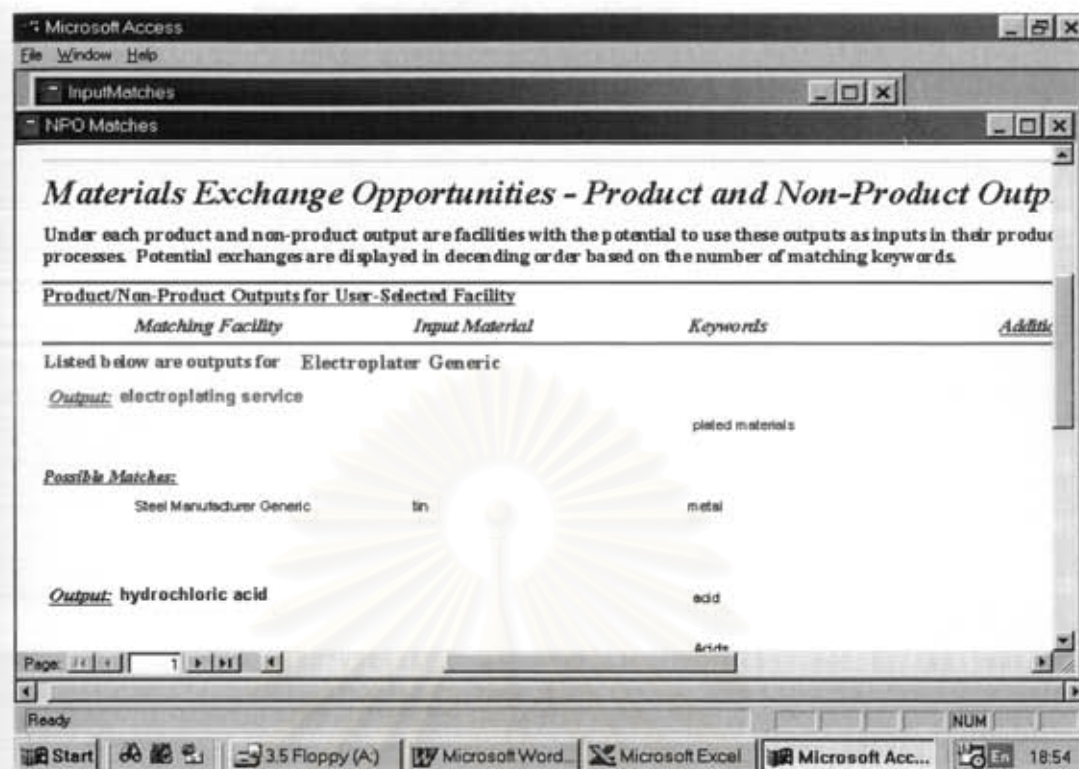 Microsoft Access
File Window Help
InputMatches
NPO Matches
Materials Exchange Opportunities - Product and Non-Product Outp
Under each product and non-product output are facilities with the potential to use these outputs as inputs in their produc
processes. Potential exchanges are displayed in decending order based on the number of matching keywords.
Product/Non-Product Outputs for User-Selected Facility
Matching Facility Input Material Keywords Additic
Listed below are outputs for Electroplater Generic
Output: electroplating service
plated materials
Possible Matches:
Steel Manufacturer Generic tin metal
Output: hydrochloric acid acid
Acids
Page: 1
Ready NUM
Start 3.5 Floppy (A:) Microsoft Word... Microsoft Excel Microsoft Acc... En 18:54